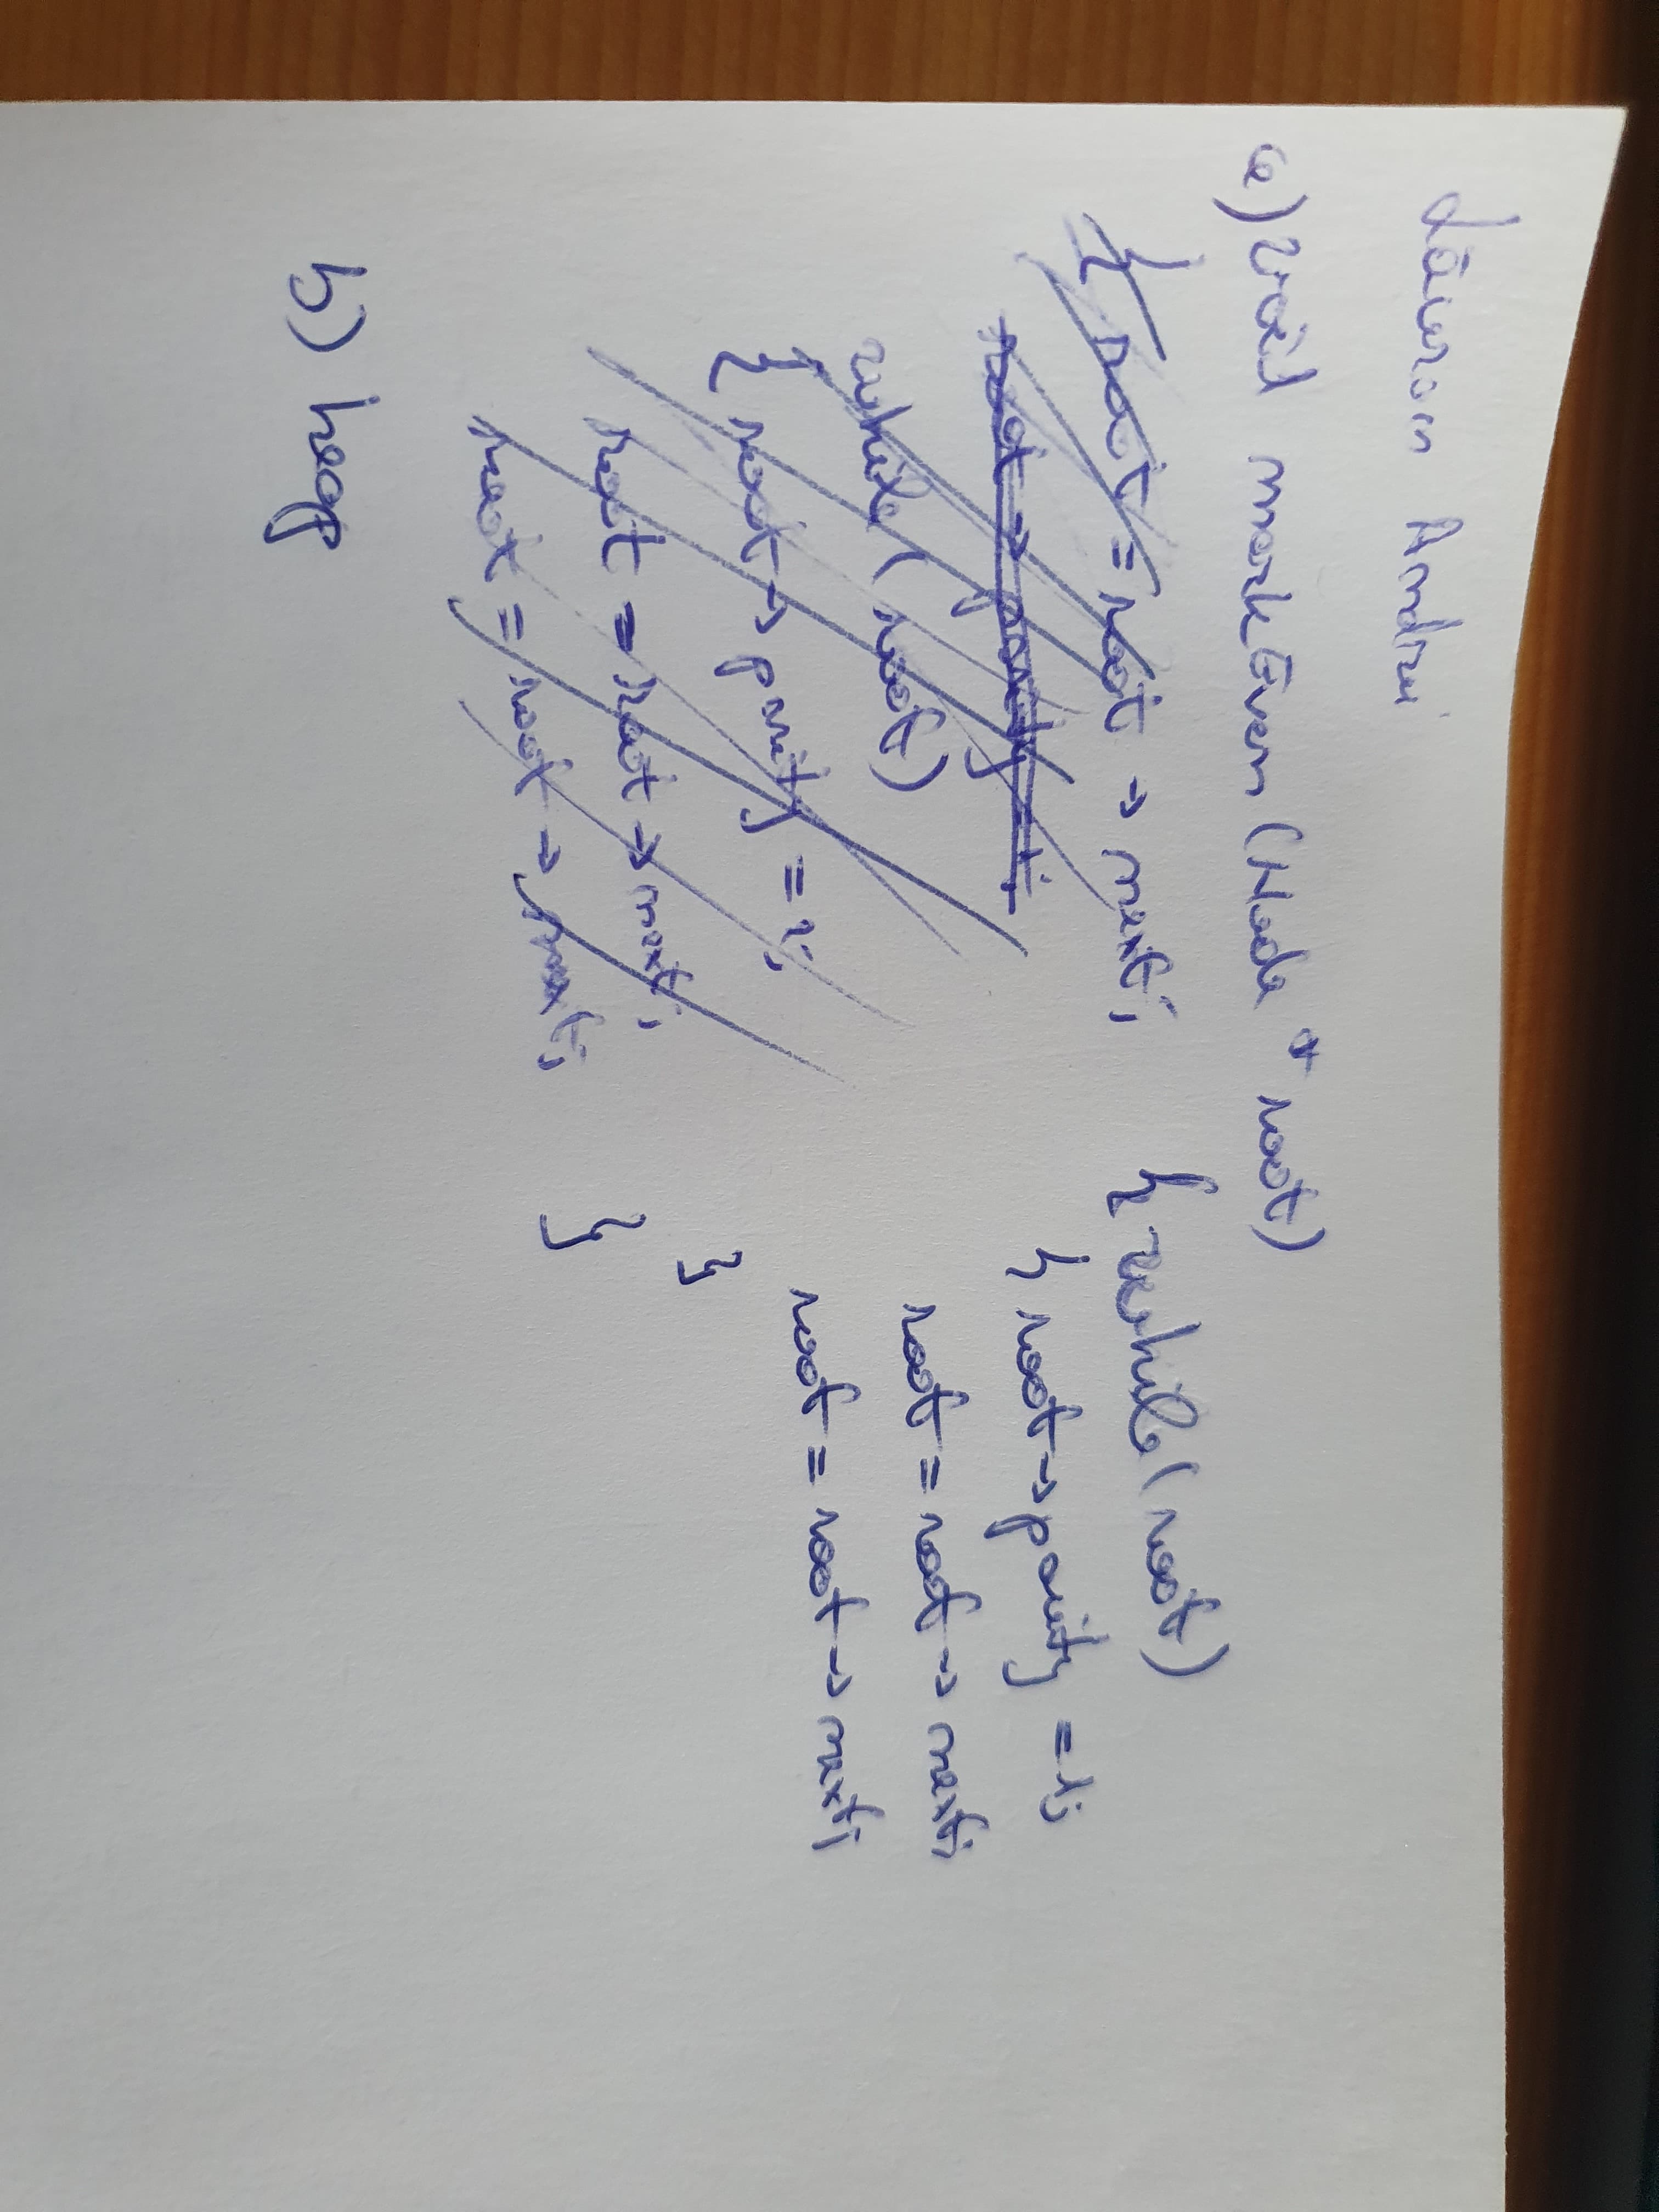 Lăuran Andrei
a) void markEven (Node * root)
{ root = root -> next;
root -> parity = 1;
while (root)
{ root -> parity = 1;
root = root -> next;
root = root -> next;
{ while (root)
{ root -> parity = 1;
root = root -> next;
root = root -> next;
}
}
b) heap